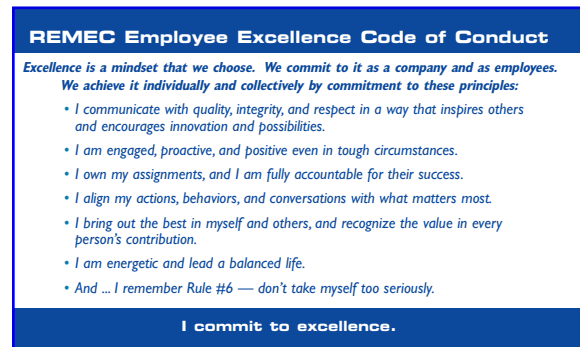 REMEC Employee Excellence Code of Conduct
Excellence is a mindset that we choose.  We commit to it as a company and as employees.
We achieve it individually and collectively by commitment to these principles:
• I communicate with quality, integrity, and respect in a way that inspires others
and encourages innovation and possibilities.
• I am engaged, proactive, and positive even in tough circumstances.
• I own my assignments, and I am fully accountable for their success.
• I align my actions, behaviors, and conversations with what matters most.
• I bring out the best in myself and others, and recognize the value in every
person's contribution.
• I am energetic and lead a balanced life.
• And ... I remember Rule #6 — don't take myself too seriously.
I commit to excellence.